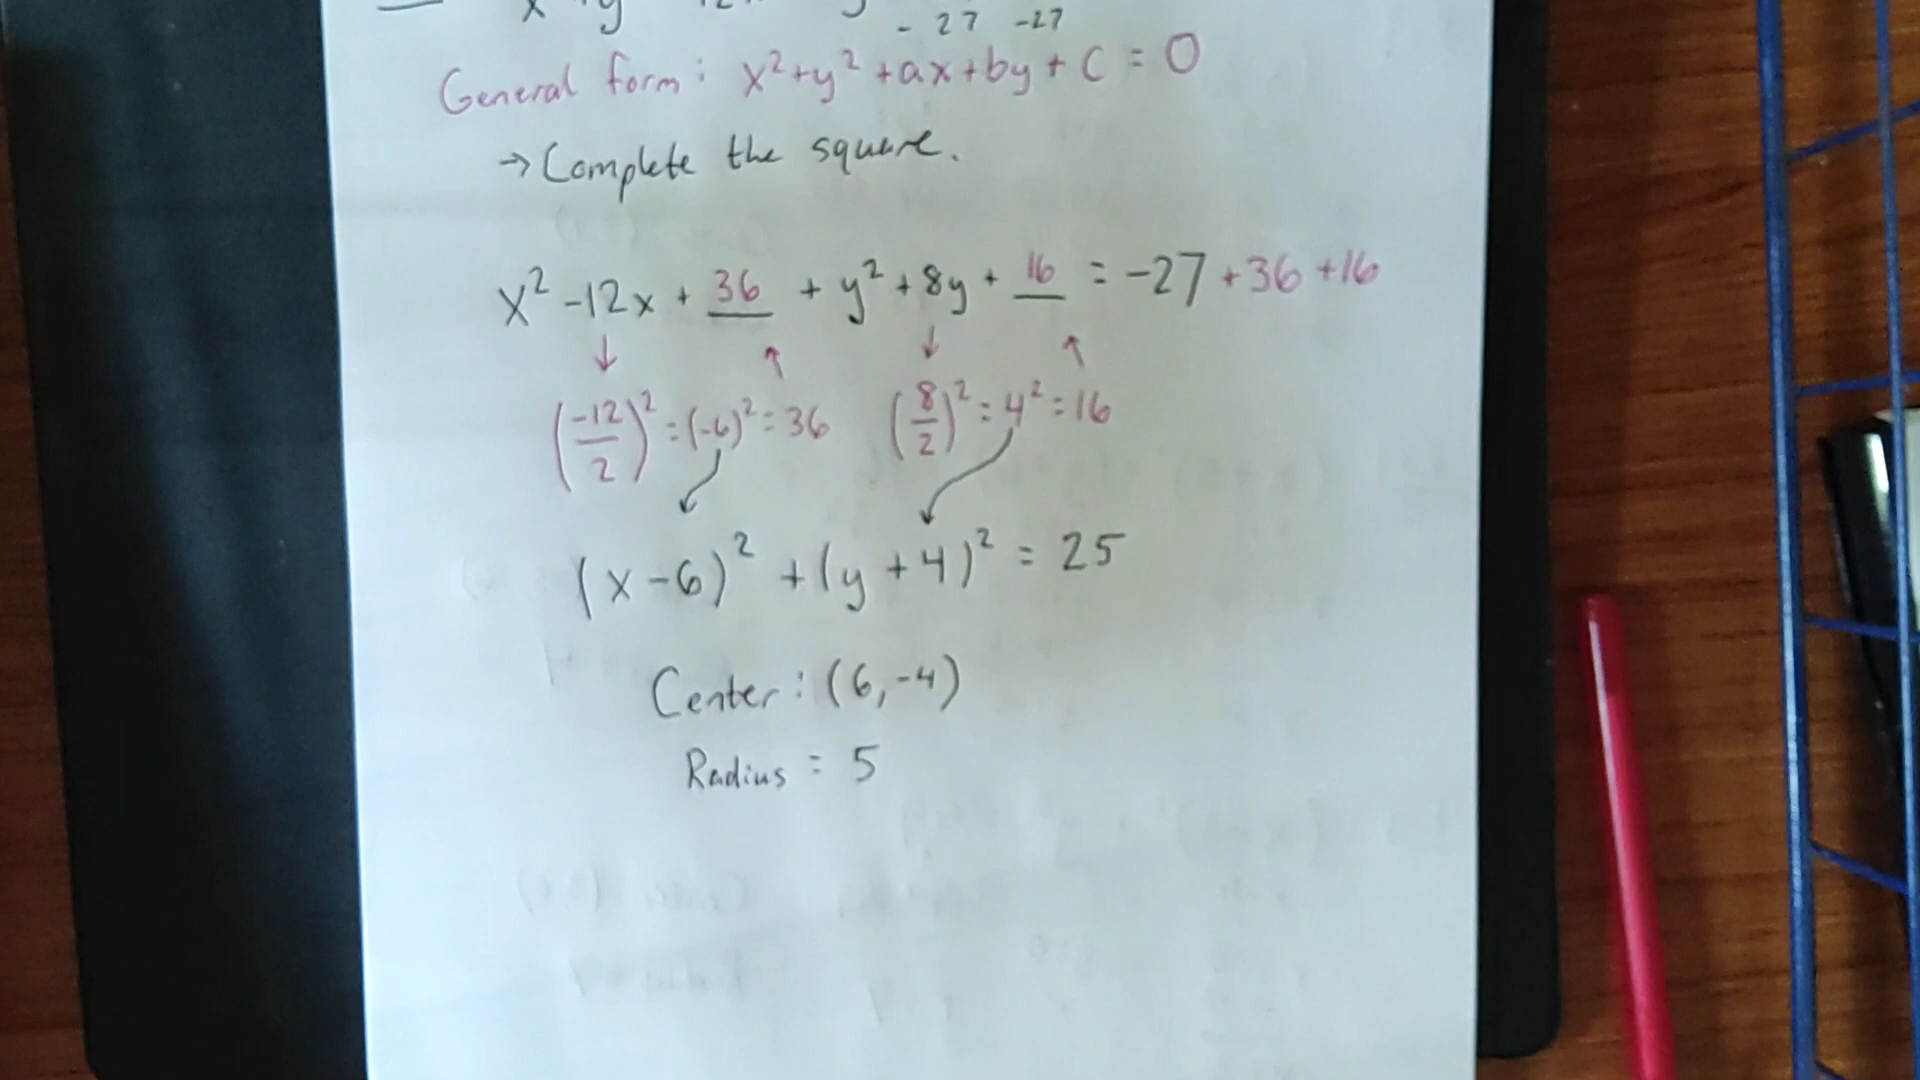 - 27 -27
General form: x²+y²+ax+by+C=0
→ Complete the square.
x²-12x+36+y²+8y+16=-27+36+16
↓ ↑ ↓ ↑
(-12/2)²=(-6)²=36 (8/2)²=4²=16
(x-6)²+(y+4)²=25
Center: (6,-4)
Radius = 5